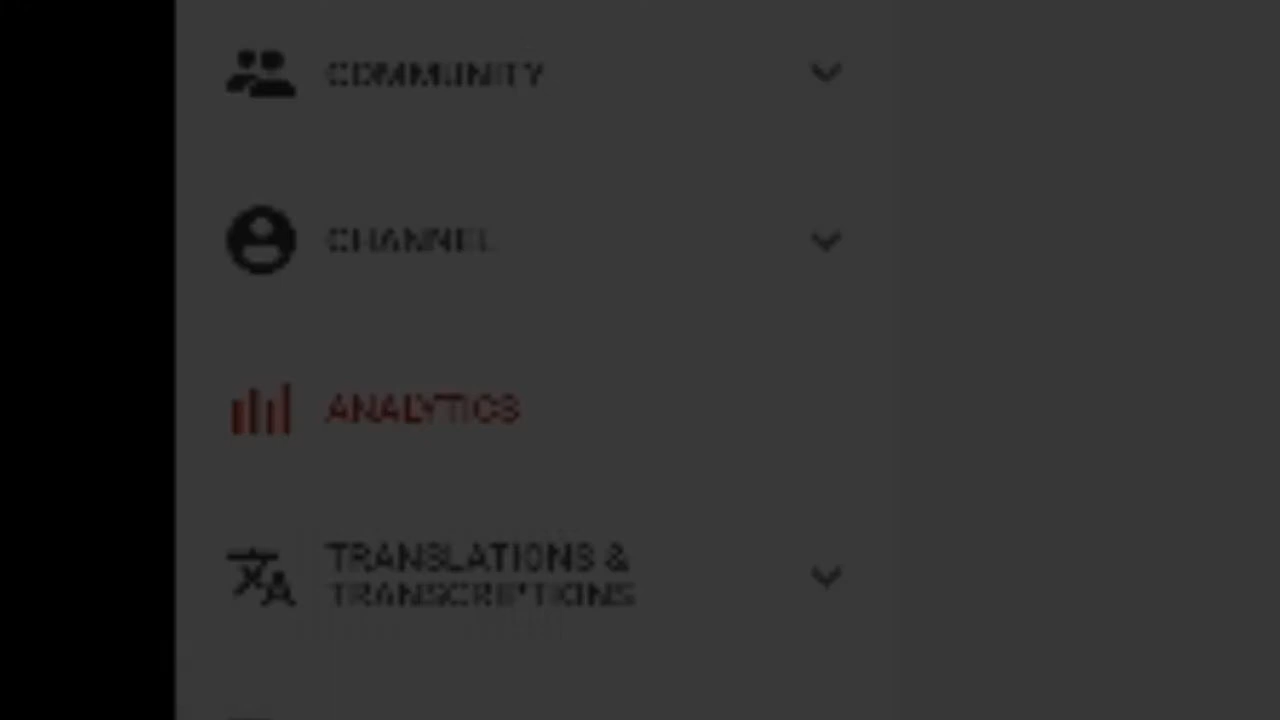 COMMUNITY
CHANNEL
ANALYTICS
TRANSLATIONS &
TRANSCRIPTIONS